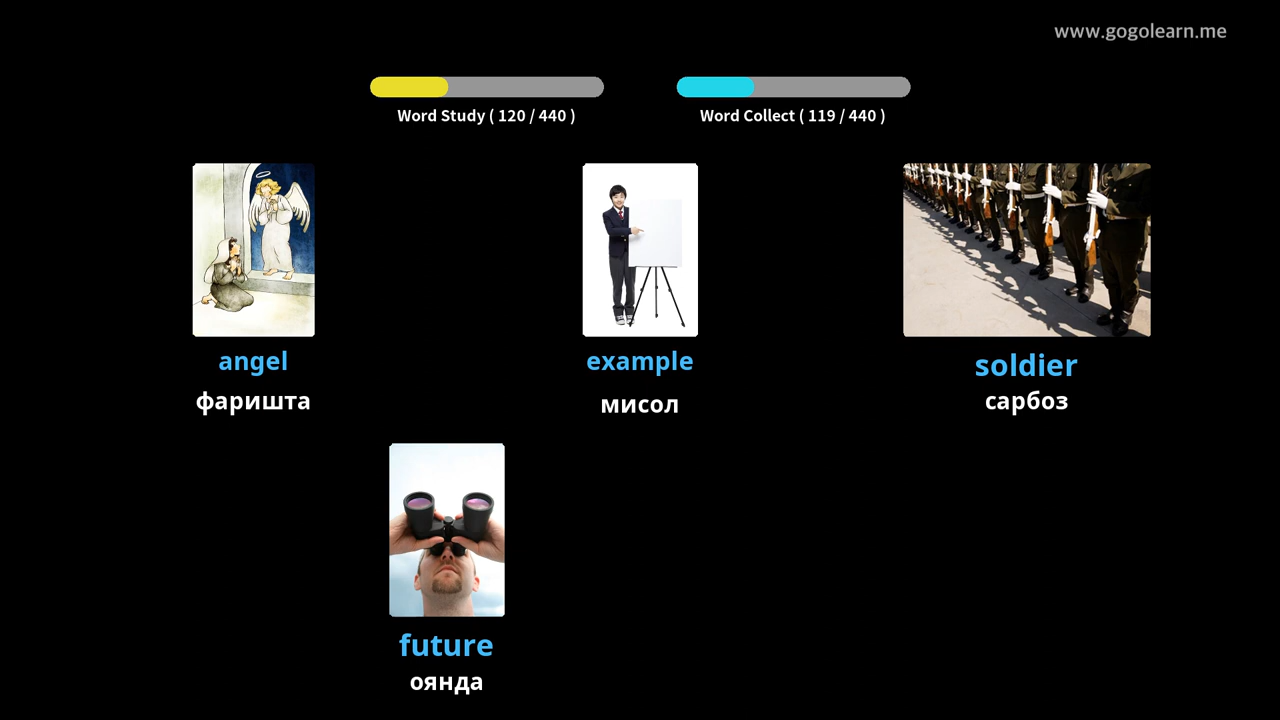 www.gogolearn.me
Word Study ( 120 / 440 )
Word Collect ( 119 / 440 )
angel
example
soldier
фаришта
мисол
сарбоз
future
оянда